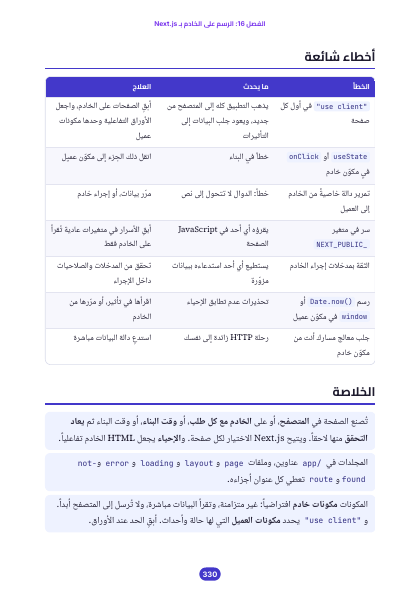 الفصل 16: الرسم على الخادم بـ Next.js
أخطاء شائعة
الخطأ ما يحدث العلاج
"use client" في أول كل يذهب التطبيق كله إلى المتصفح من أبقِ الصفحات على الخادم، واجعل
صفحة جديد، ويعود جلب البيانات إلى الأوراق التفاعلية وحدها مكونات
التأثيرات عميل
useState أو onClick خطأ في البناء انقل ذلك الجزء إلى مكوّن عميل
في مكوّن خادم
تمرير دالة خاصية من الخادم خطأ: الدوال لا تتحول إلى نص مرّر بيانات، أو إجراء خادم
إلى العميل
سر في متغير يقرؤه أي أحد في JavaScript أبقِ الأسرار في متغيرات عادية تُقرأ
NEXT_PUBLIC_ الصفحة على الخادم فقط
الثقة بمدخلات إجراء الخادم يستطيع أي أحد استدعاءه ببيانات تحقق من المدخلات والصلاحيات
مزوّرة داخل الإجراء
رسم Date.now() أو تحذيرات عدم تطابق الإحياء اقرأها في تأثير، أو مرّرها من
window في مكوّن عميل الخادم
جلب معالج مسارك أنت من رحلة HTTP زائدة إلى نفسك استدعِ دالة البيانات مباشرة
مكوّن خادم
الخلاصة
تُصنع الصفحة في المتصفح، أو على الخادم مع كل طلب، أو وقت البناء، أو وقت البناء ثم يعاد
التحقق منها لاحقاً. ويتيح Next.js الاختيار لكل صفحة. والإحياء يجعل HTML الخادم تفاعلياً.
المجلدات في app/ عناوين، وملفات page و layout و loading و error و not-
found و route تعطي كل عنوان أجزاءه.
المكونات مكونات خادم افتراضياً: غير متزامنة، وتقرأ البيانات مباشرة، ولا تُرسل إلى المتصفح أبداً.
و "use client" يحدد مكونات العميل التي لها حالة وأحداث. أبقِ الحد عند الأوراق.
330